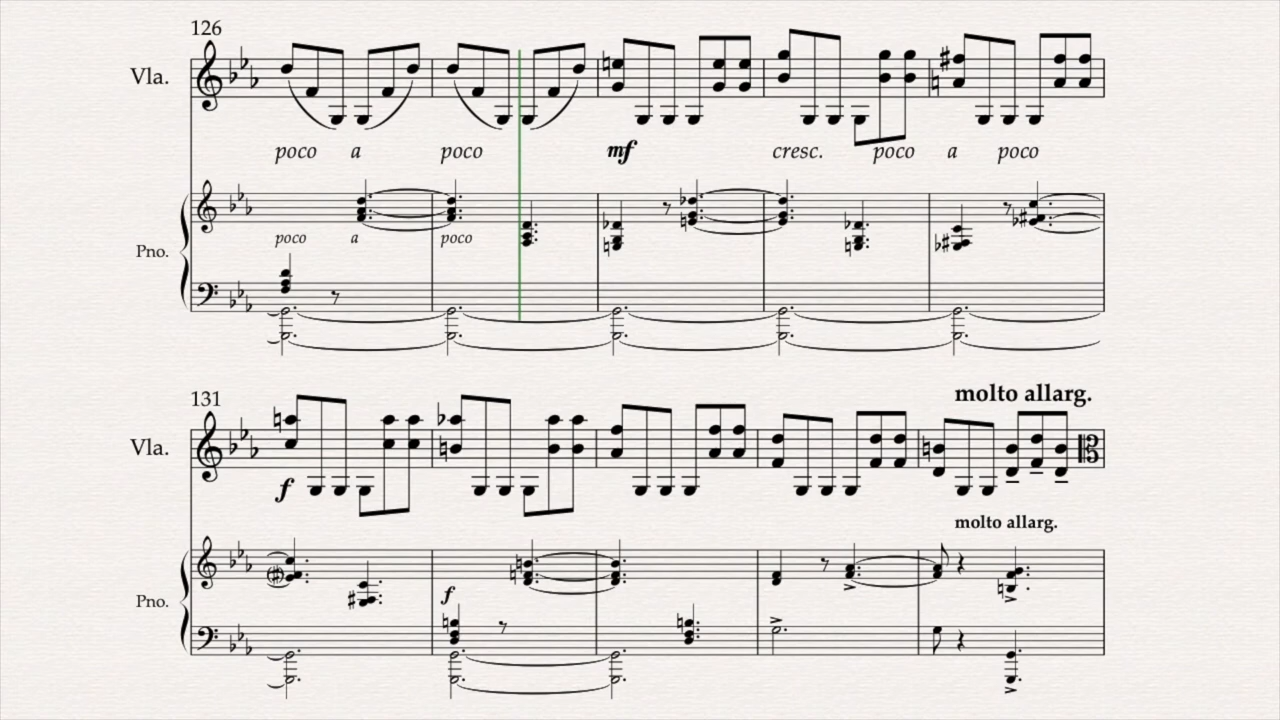 126
Vla.
poco a poco mf cresc. poco a poco
poco a poco
Pno.
molto allarg.
131
Vla.
f
molto allarg.
f
Pno.